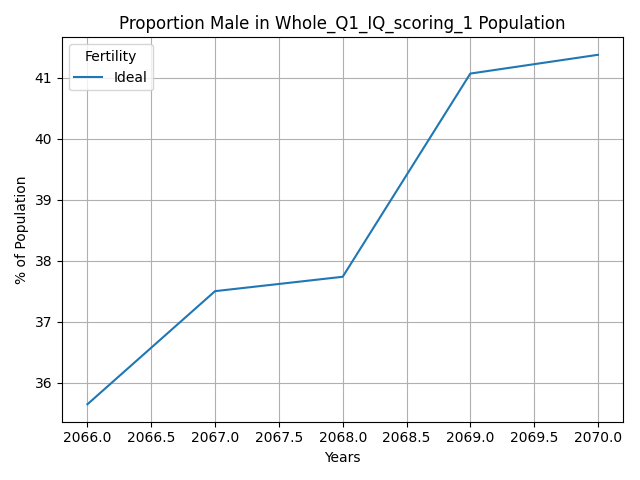 Proportion Male in Whole_Q1_IQ_scoring_1 Population
Fertility
Ideal
% of Population
41
40
39
38
37
36
2066.0 2066.5 2067.0 2067.5 2068.0 2068.5 2069.0 2069.5 2070.0
Years